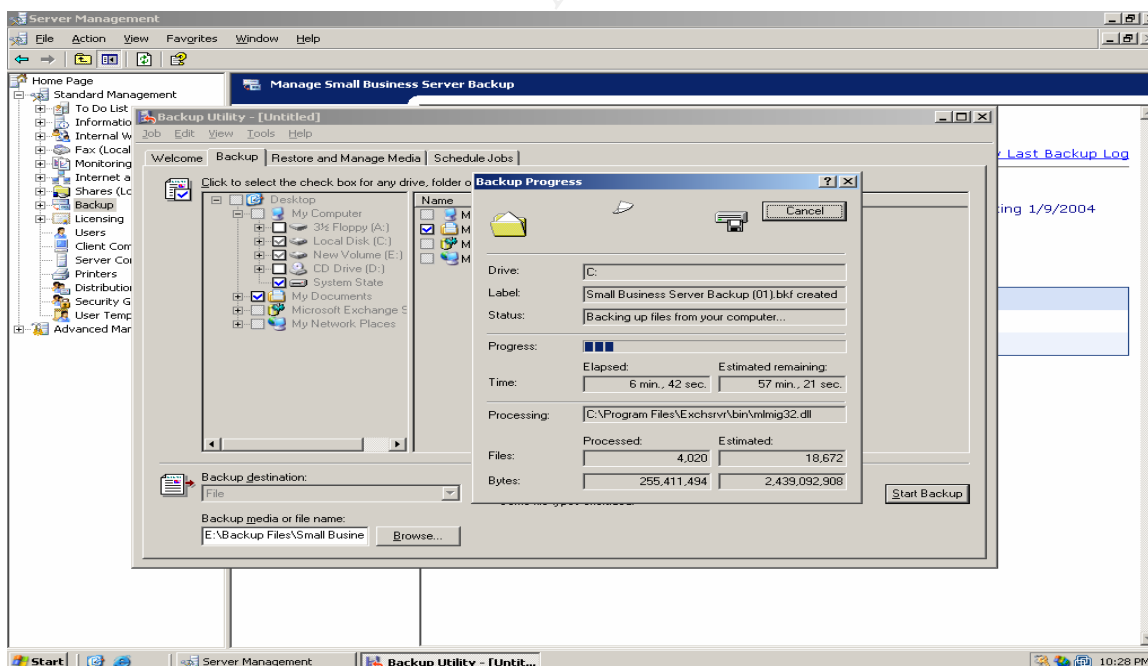 Server Management
File Action View Favorites Window Help
Home Page
Standard Management
To Do List
Informatio
Internal W
Fax (Local
Monitoring
Internet a
Shares (Lc
Backup
Licensing
Users
Client Com
Server Co
Printers
Distributio
Security G
User Temp
Advanced Mar
Manage Small Business Server Backup
Last Backup Log
ing 1/9/2004
Backup Utility - [Untitled]
Job Edit View Tools Help
Welcome Backup Restore and Manage Media Schedule Jobs
Click to select the check box for any drive, folder o
Desktop
My Computer
3½ Floppy (A:)
Local Disk (C:)
New Volume (E:)
CD Drive (D:)
System State
My Documents
Microsoft Exchange S
My Network Places
Name
M
M
M
M
Backup destination:
File
Backup media or file name:
E:\Backup Files\Small Busine Browse...
Start Backup
Backup Progress
Cancel
Drive: C:
Label: Small Business Server Backup (01).bkf created
Status: Backing up files from your computer...
Progress:
Elapsed: Estimated remaining:
Time: 6 min., 42 sec. 57 min., 21 sec.
Processing: C:\Program Files\Exchsrvr\bin\mlmig32.dll
Processed: Estimated:
Files: 4,020 18,672
Bytes: 255,411,494 2,439,092,908
Start Server Management Backup Utility - [Untit... 10:28 PM